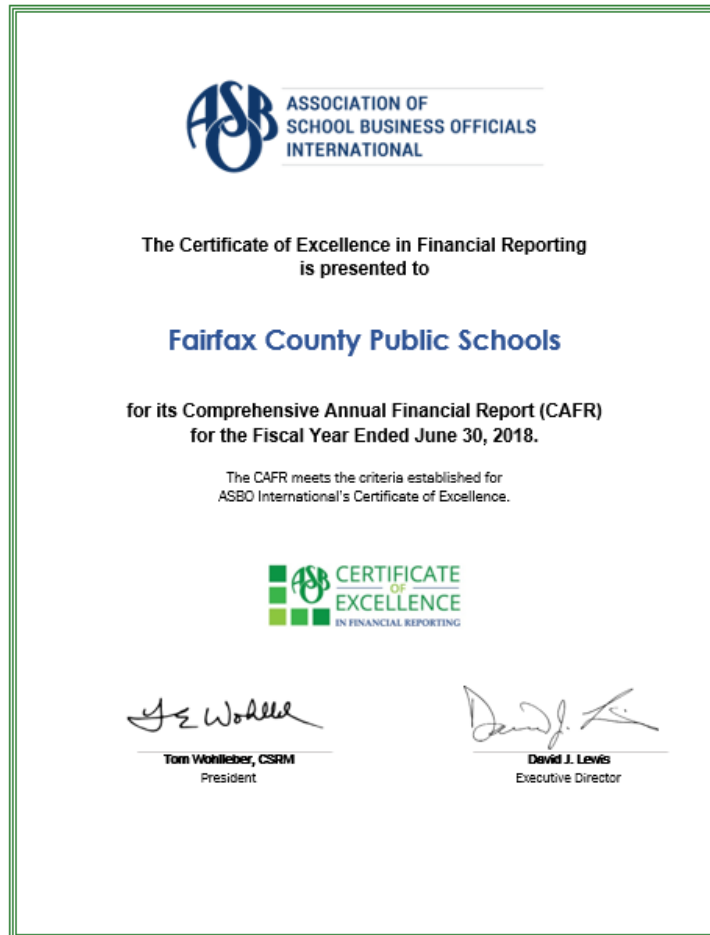 ASBO
ASSOCIATION OF
SCHOOL BUSINESS OFFICIALS
INTERNATIONAL
The Certificate of Excellence in Financial Reporting
is presented to
Fairfax County Public Schools
for its Comprehensive Annual Financial Report (CAFR)
for the Fiscal Year Ended June 30, 2018.
The CAFR meets the criteria established for
ASBO International's Certificate of Excellence.
ASBO
CERTIFICATE
OF
EXCELLENCE
IN FINANCIAL REPORTING
Tom Wohlleber, CSRM
President
David J. Lewis
Executive Director